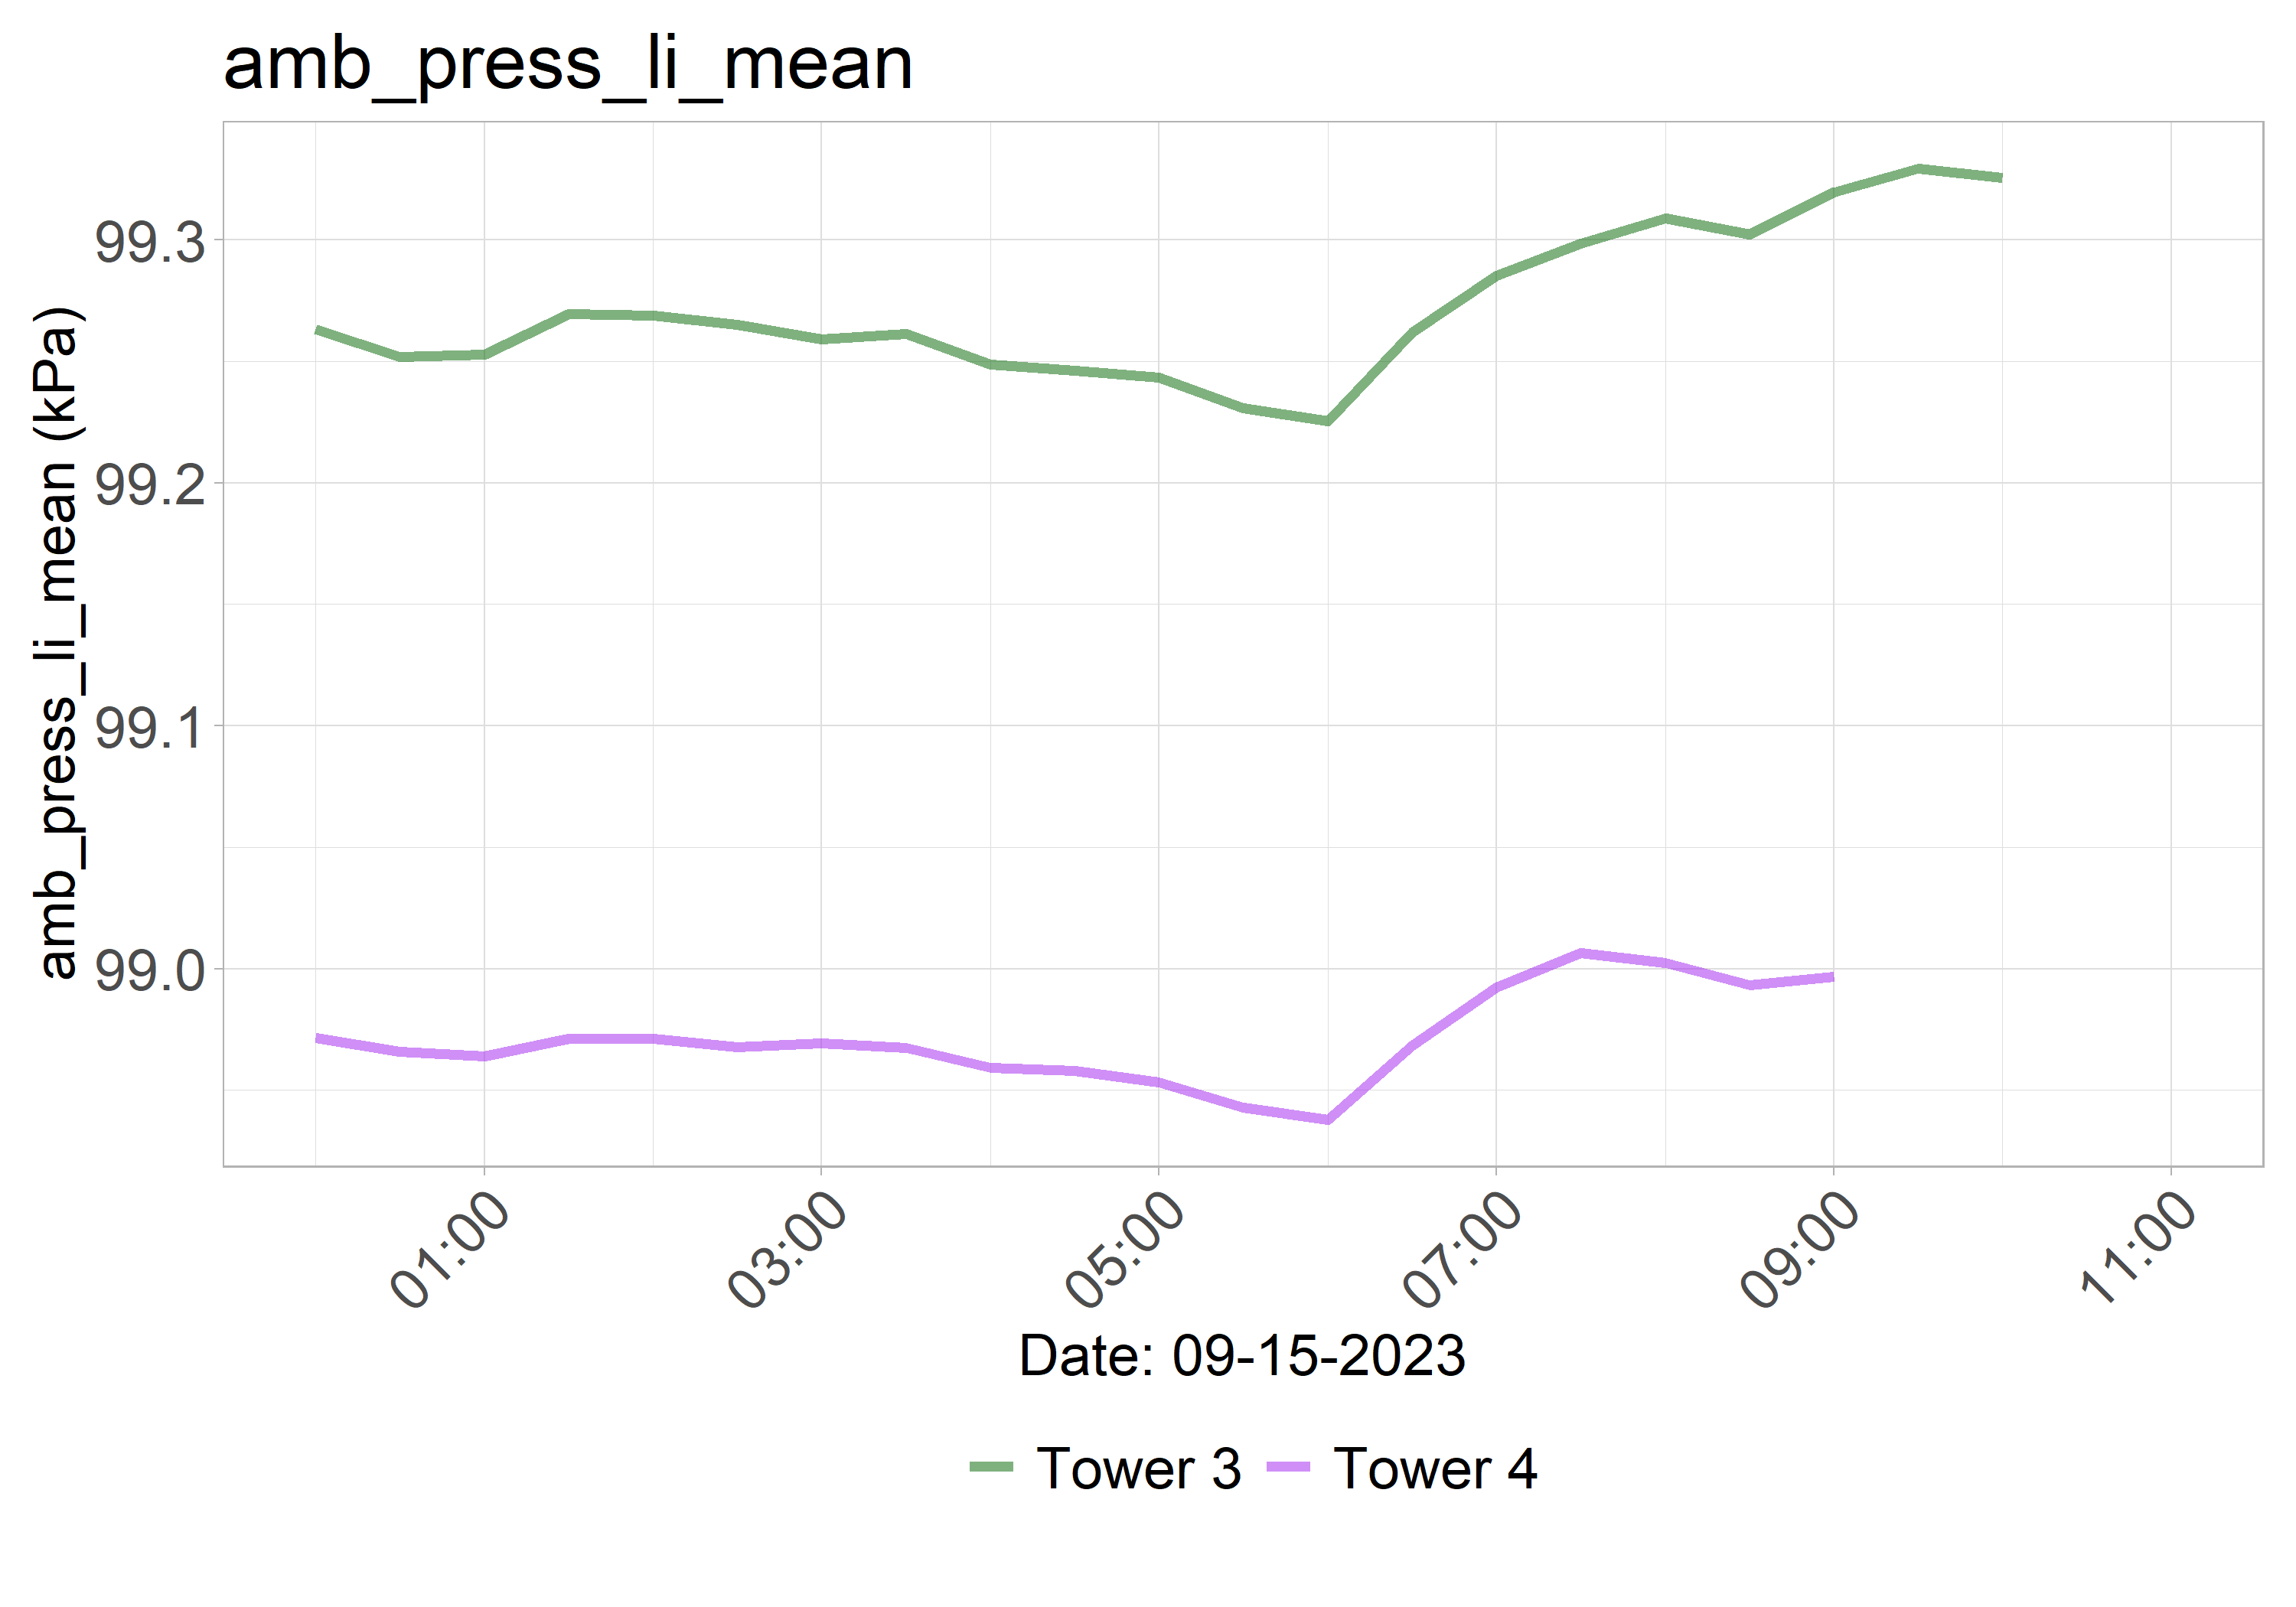 amb_press_li_mean
amb_press_li_mean (kPa)
99.3
99.2
99.1
99.0
01:00
03:00
05:00
07:00
09:00
11:00
Date: 09-15-2023
Tower 3
Tower 4